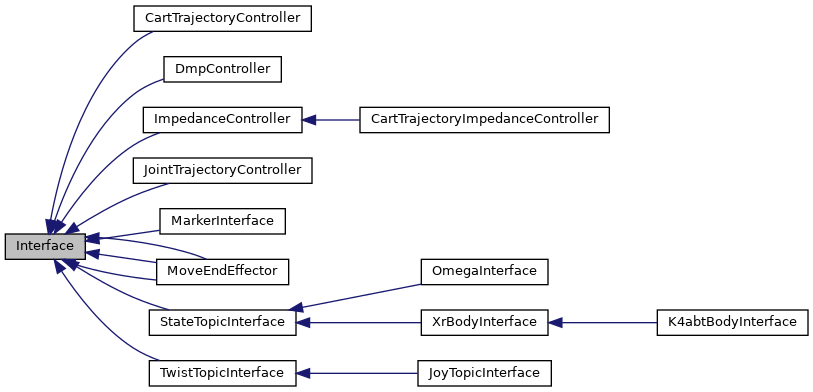 CartTrajectoryController
DmpController
ImpedanceController
CartTrajectoryImpedanceController
JointTrajectoryController
MarkerInterface
Interface
MoveEndEffector
OmegaInterface
StateTopicInterface
XrBodyInterface
K4abtBodyInterface
TwistTopicInterface
JoyTopicInterface